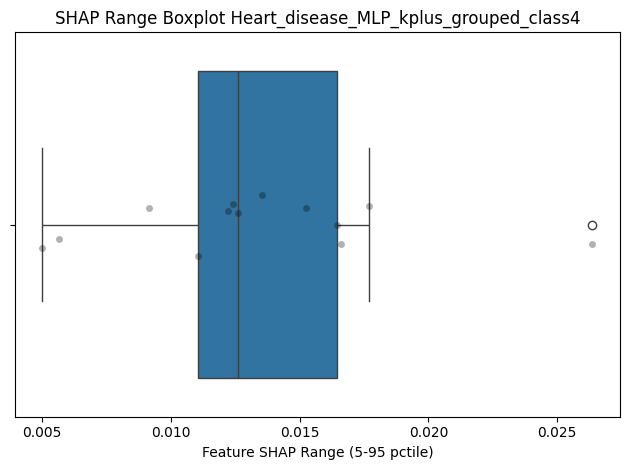 SHAP Range Boxplot Heart_disease_MLP_kplus_grouped_class4
0.005 0.010 0.015 0.020 0.025
Feature SHAP Range (5-95 pctile)